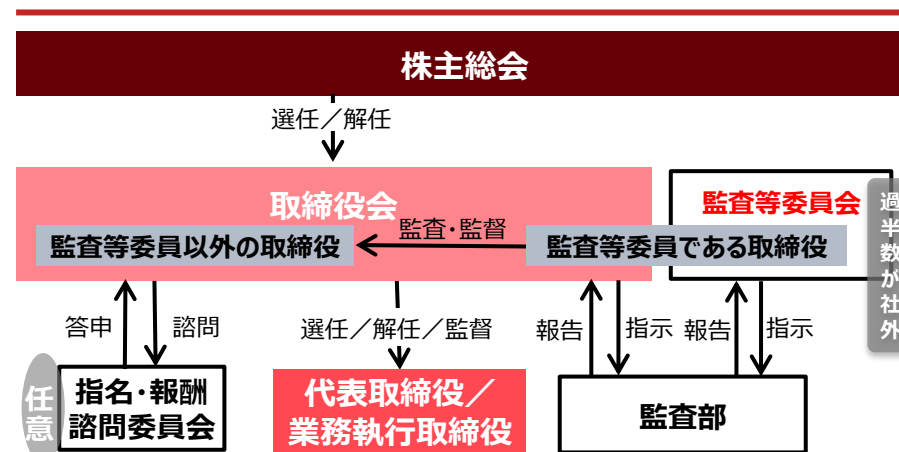 株主総会
選任／解任
取締役会
監査等委員会
監査等委員以外の取締役
監査・監督
監査等委員である取締役
過半数が社外
答申
諮問
選任／解任／監督
報告
指示
報告
指示
任意
指名・報酬
諮問委員会
代表取締役／
業務執行取締役
監査部